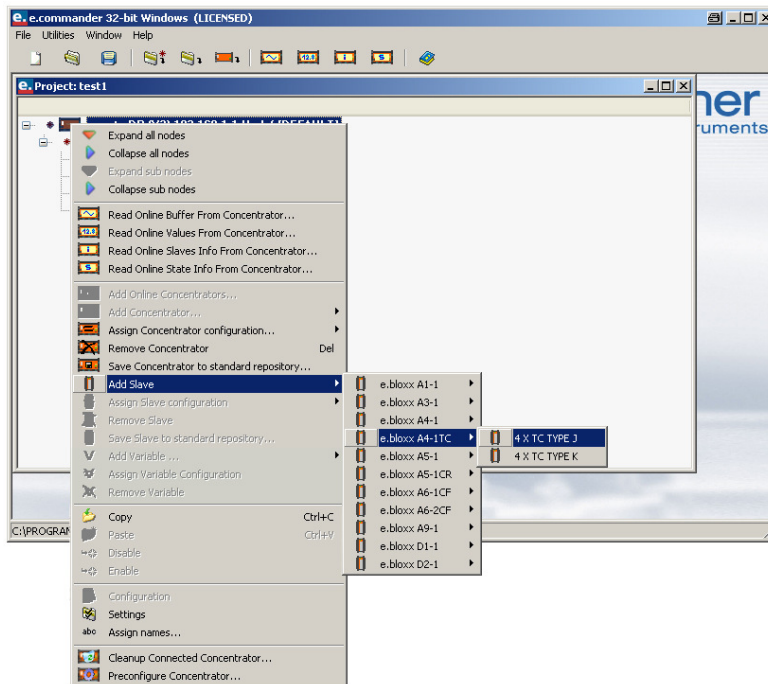 e.commander 32-bit Windows (LICENSED)
File Utilities Window Help
Project: test1
Expand all nodes
Collapse all nodes
Expand sub nodes
Collapse sub nodes
Read Online Buffer From Concentrator...
Read Online Values From Concentrator...
Read Online Slaves Info From Concentrator...
Read Online State Info From Concentrator...
Add Online Concentrators...
Add Concentrator...
Assign Concentrator configuration...
Remove Concentrator Del
Save Concentrator to standard repository...
Add Slave
Assign Slave configuration
Remove Slave
Save Slave to standard repository...
Add Variable ...
Assign Variable Configuration
Remove Variable
Copy Ctrl+C
Paste Ctrl+V
Disable
Enable
Configuration
Settings
abc Assign names...
Cleanup Connected Concentrator...
Preconfigure Concentrator...
e.bloxx A1-1
e.bloxx A3-1
e.bloxx A4-1
e.bloxx A4-1TC
e.bloxx A5-1
e.bloxx A5-1CR
e.bloxx A6-1CF
e.bloxx A6-2CF
e.bloxx A9-1
e.bloxx D1-1
e.bloxx D2-1
4 X TC TYPE J
4 X TC TYPE K
C:\PROGRAM